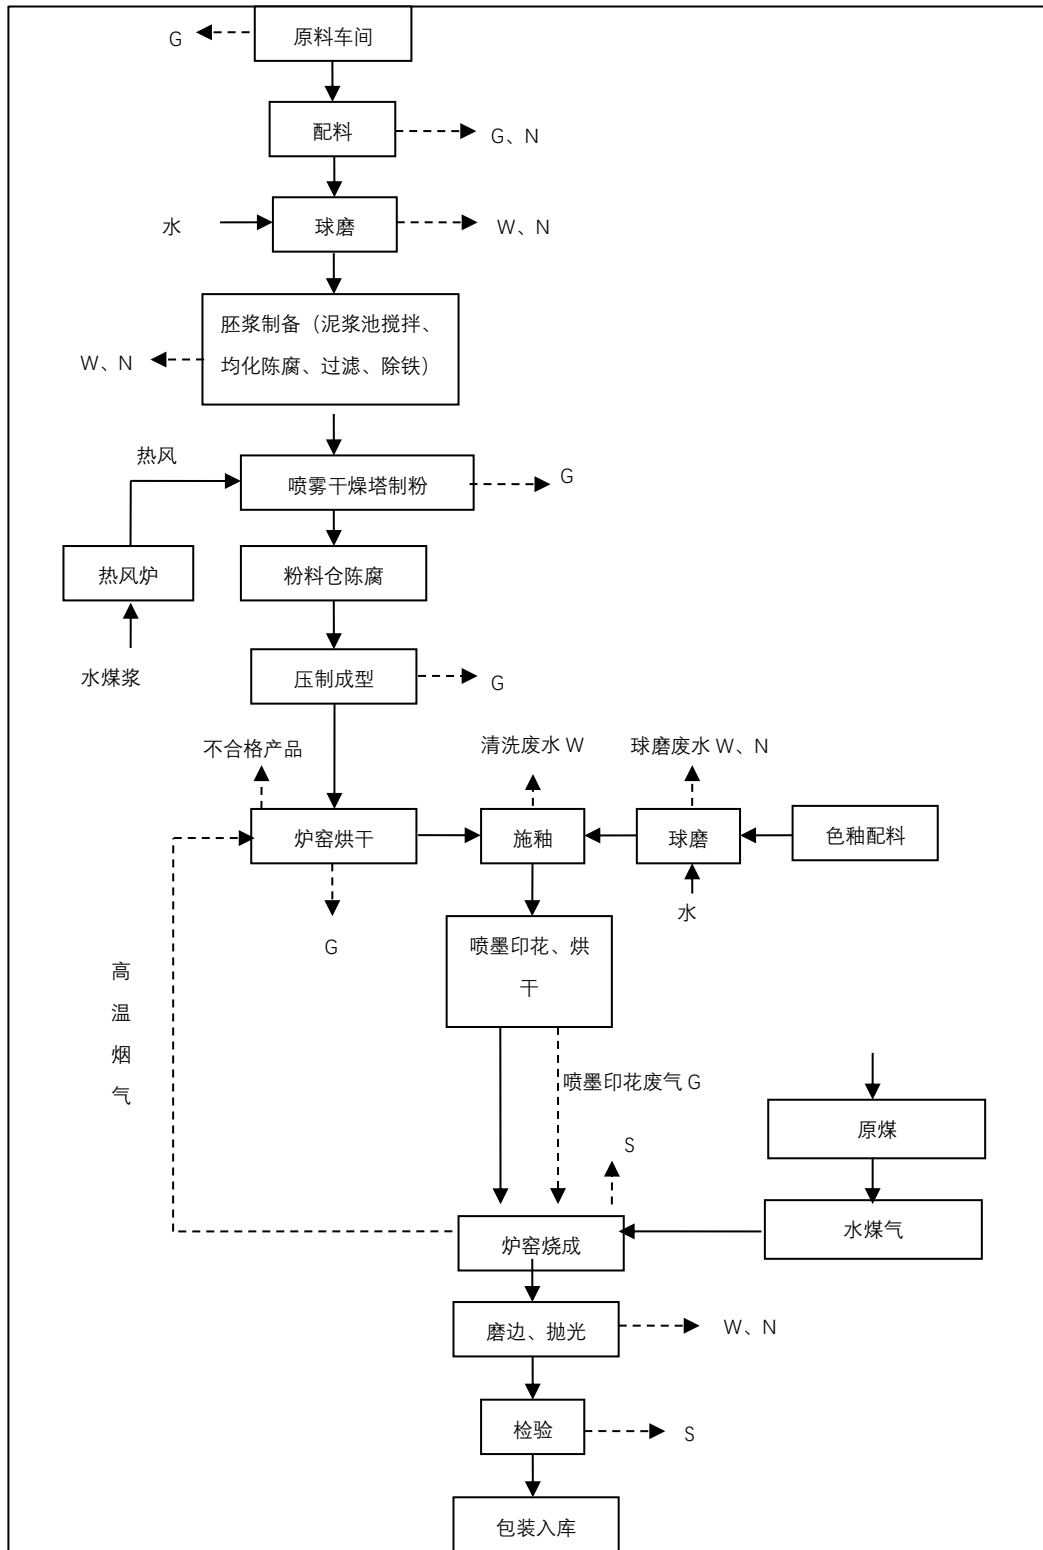 G
原料车间
配料
G、N
水
球磨
W、N
胚浆制备（泥浆池搅拌、
均化陈腐、过滤、除铁）
W、N
热风
喷雾干燥塔制粉
G
热风炉
粉料仓陈腐
水煤浆
压制成型
G
不合格产品
清洗废水 W
球磨废水 W、N
炉窑烘干
施釉
球磨
色釉配料
水
G
喷墨印花、烘
干
高
温
烟
气
喷墨印花废气 G
原煤
S
水煤气
炉窑烧成
磨边、抛光
W、N
检验
S
包装入库